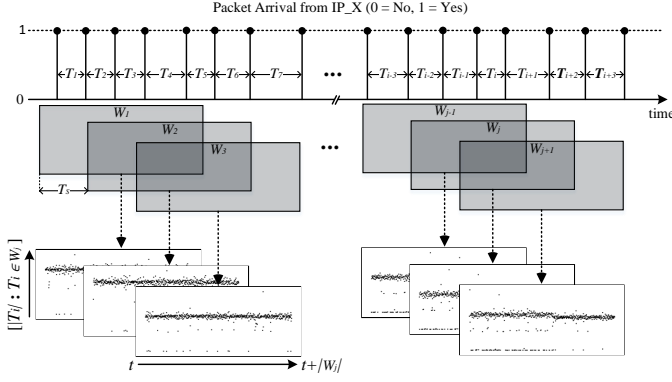 Packet Arrival from IP_X (0 = No, 1 = Yes)
1
T1 T2 T3 T4 T5 T6 T7 ••• Ti-3 Ti-2 Ti-1 Ti Ti+1 Ti+2 Ti+3
0 // time
W1 Wj-1
W2 ••• Wj
W3 Wj+1
Ts
[|Ti| : Ti ∈ Wj]
t t+|Wj|